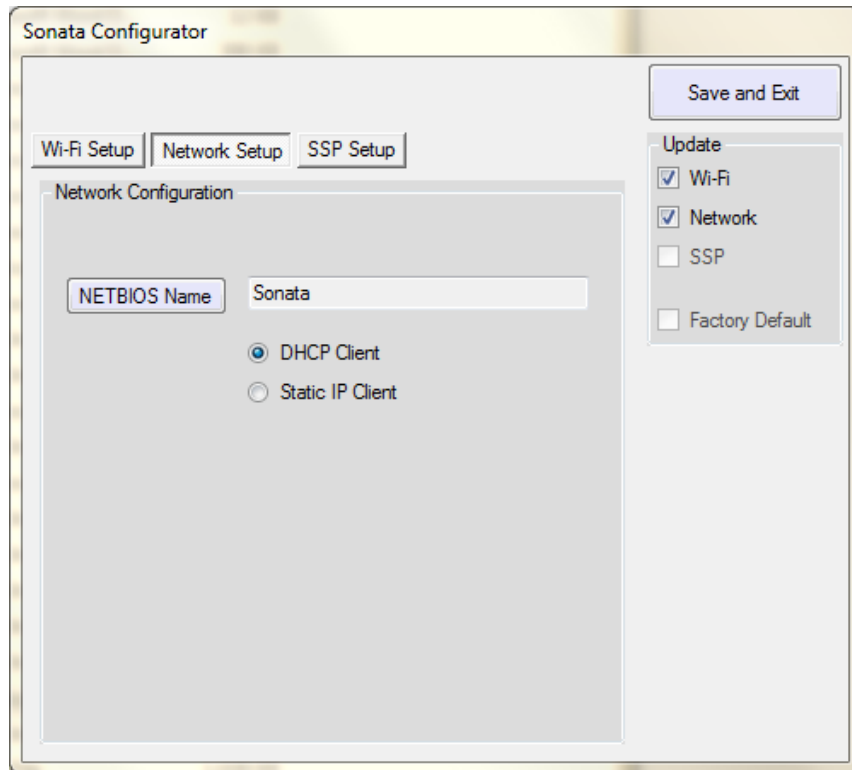 Sonata Configurator
Save and Exit
Wi-Fi Setup
Network Setup
SSP Setup
Update
Wi-Fi
Network
SSP
Factory Default
Network Configuration
NETBIOS Name
Sonata
DHCP Client
Static IP Client